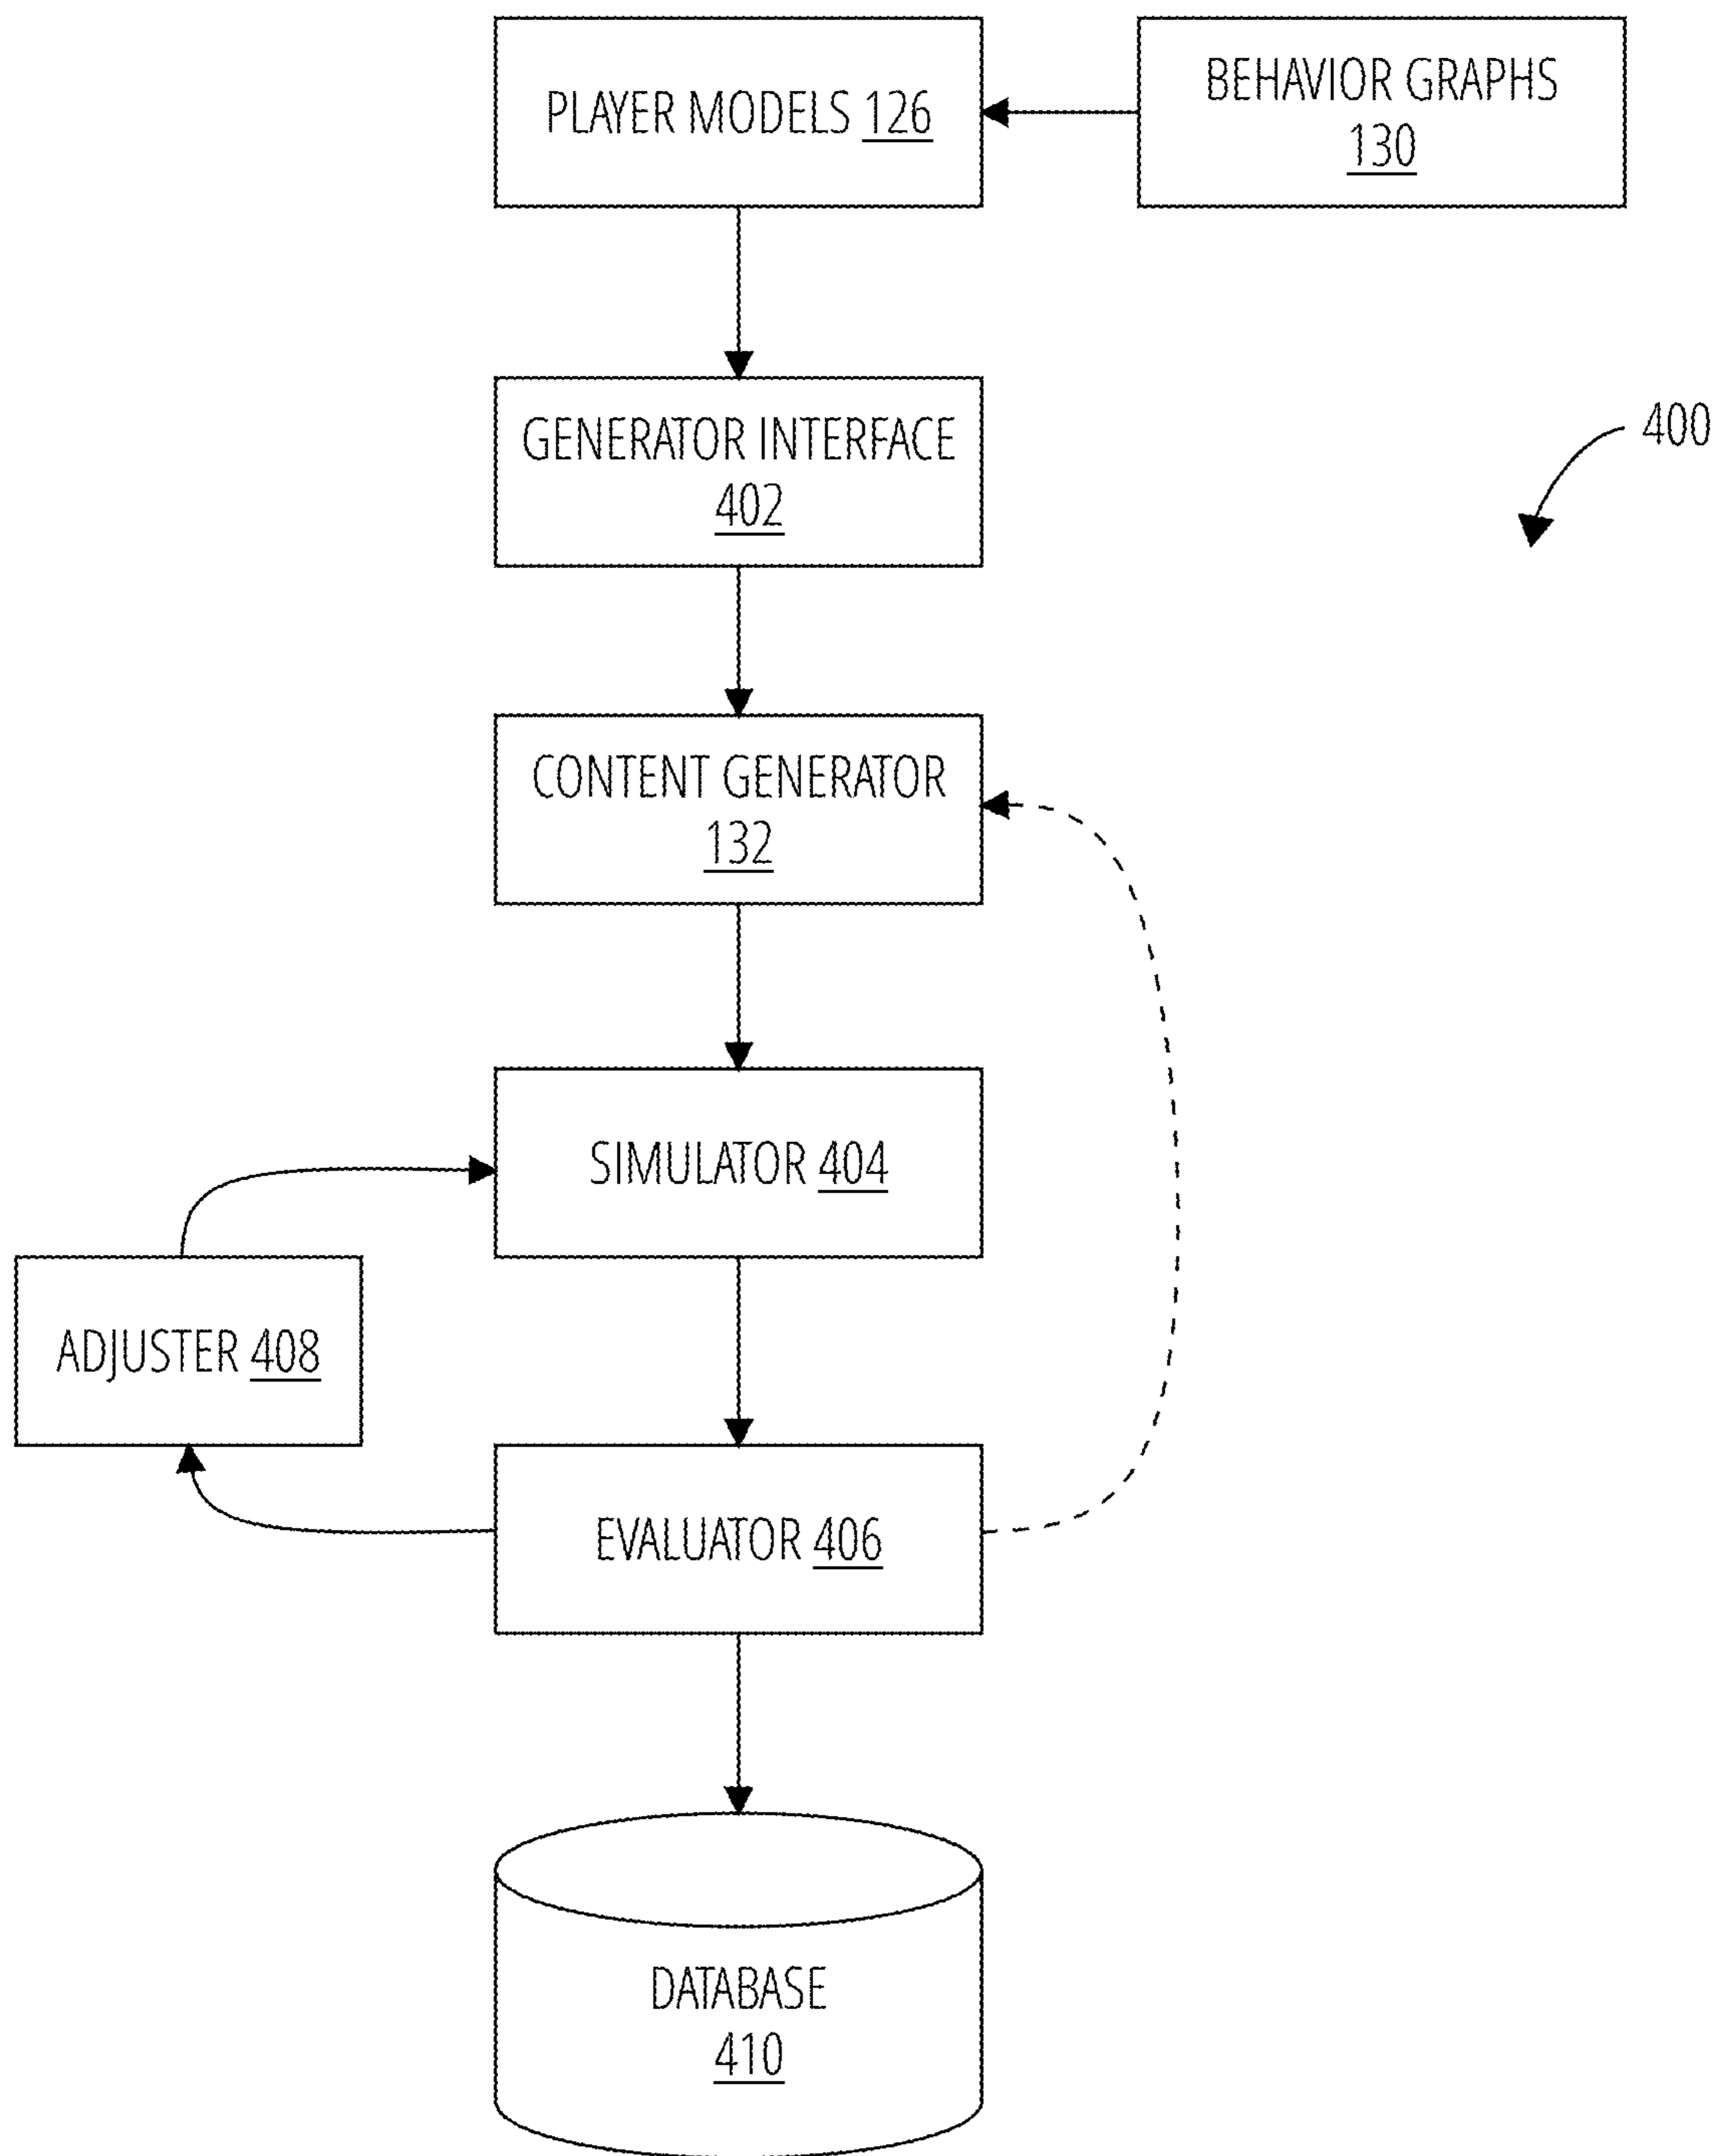 PLAYER MODELS 126
BEHAVIOR GRAPHS
130
GENERATOR INTERFACE
402
400
CONTENT GENERATOR
132
SIMULATOR 404
ADJUSTER 408
EVALUATOR 406
DATABASE
410